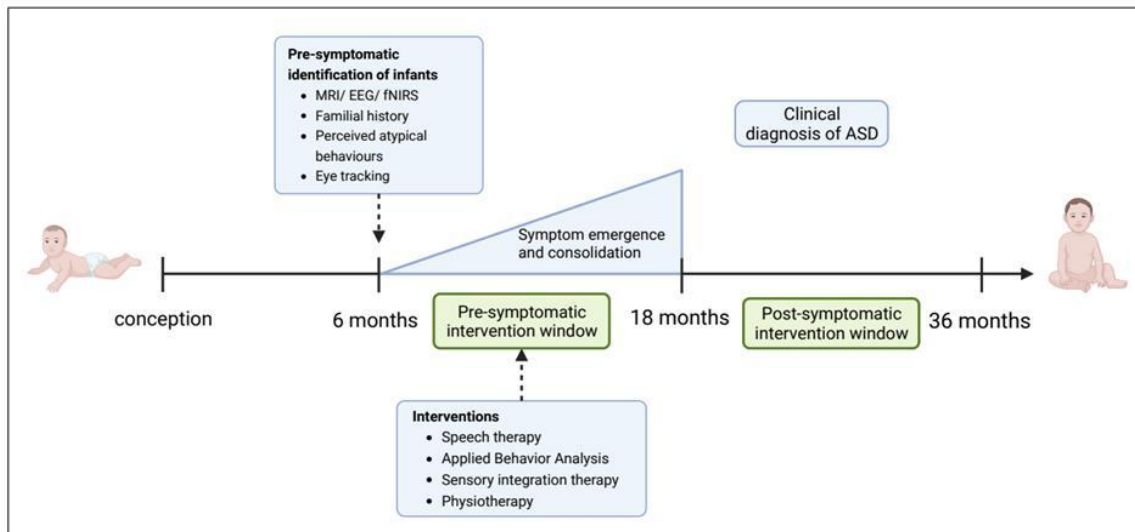 Pre-symptomatic
identification of infants
• MRI/ EEG/ fNIRS
• Familial history
• Perceived atypical
behaviours
• Eye tracking
Clinical
diagnosis of ASD
Symptom emergence
and consolidation
conception
6 months
Pre-symptomatic
intervention window
18 months
Post-symptomatic
intervention window
36 months
Interventions
• Speech therapy
• Applied Behavior Analysis
• Sensory integration therapy
• Physiotherapy